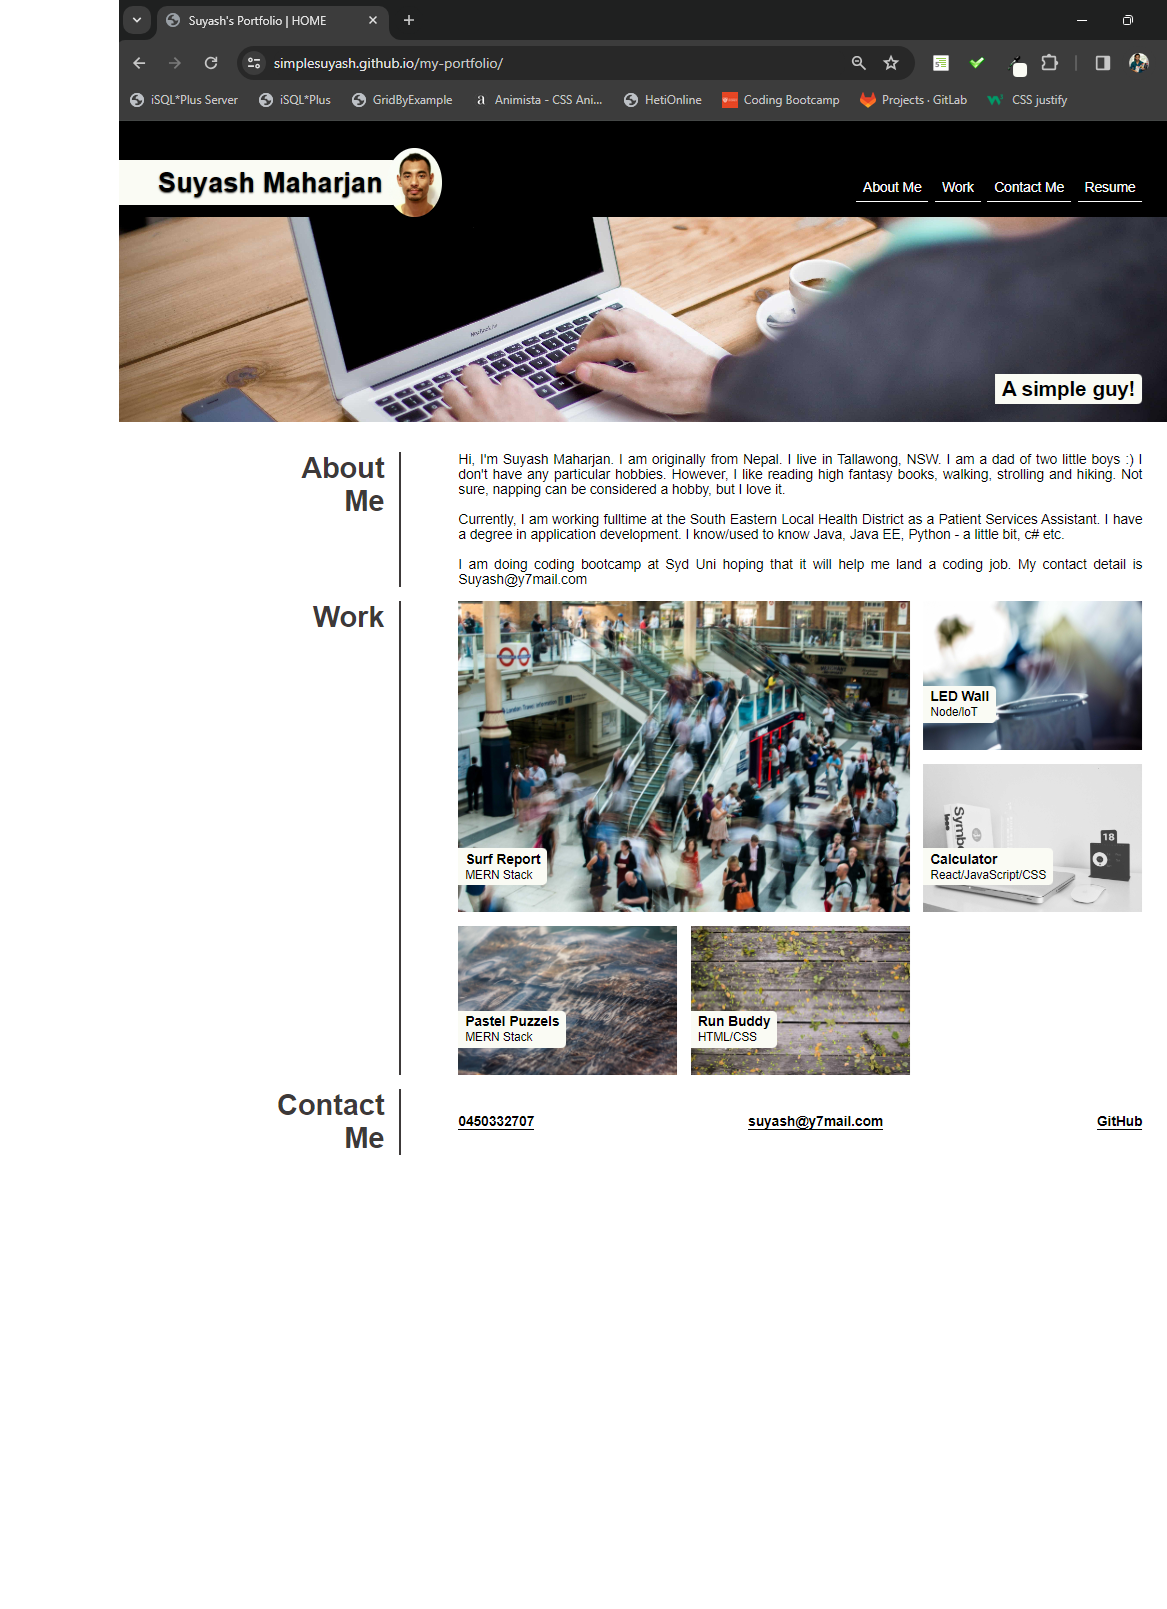 Suyash's Portfolio | HOME
simplesuyash.github.io/my-portfolio/
iSQL*Plus Server iSQL*Plus GridByExample a Animista - CSS Ani... HetiOnline Coding Bootcamp Projects · GitLab CSS justify
Suyash Maharjan
About Me Work Contact Me Resume
MacBook Air
A simple guy!
About
Me
Hi, I'm Suyash Maharjan. I am originally from Nepal. I live in Tallawong, NSW. I am a dad of two little boys :) I
don't have any particular hobbies. However, I like reading high fantasy books, walking, strolling and hiking. Not
sure, napping can be considered a hobby, but I love it.
Currently, I am working fulltime at the South Eastern Local Health District as a Patient Services Assistant. I have
a degree in application development. I know/used to know Java, Java EE, Python - a little bit, c# etc.
I am doing coding bootcamp at Syd Uni hoping that it will help me land a coding job. My contact detail is
Suyash@y7mail.com
Work
LED Wall
Node/IoT
Symbo
logo
18
Surf Report
MERN Stack
Calculator
React/JavaScript/CSS
Pastel Puzzels
MERN Stack
Run Buddy
HTML/CSS
Contact
Me
0450332707 suyash@y7mail.com GitHub